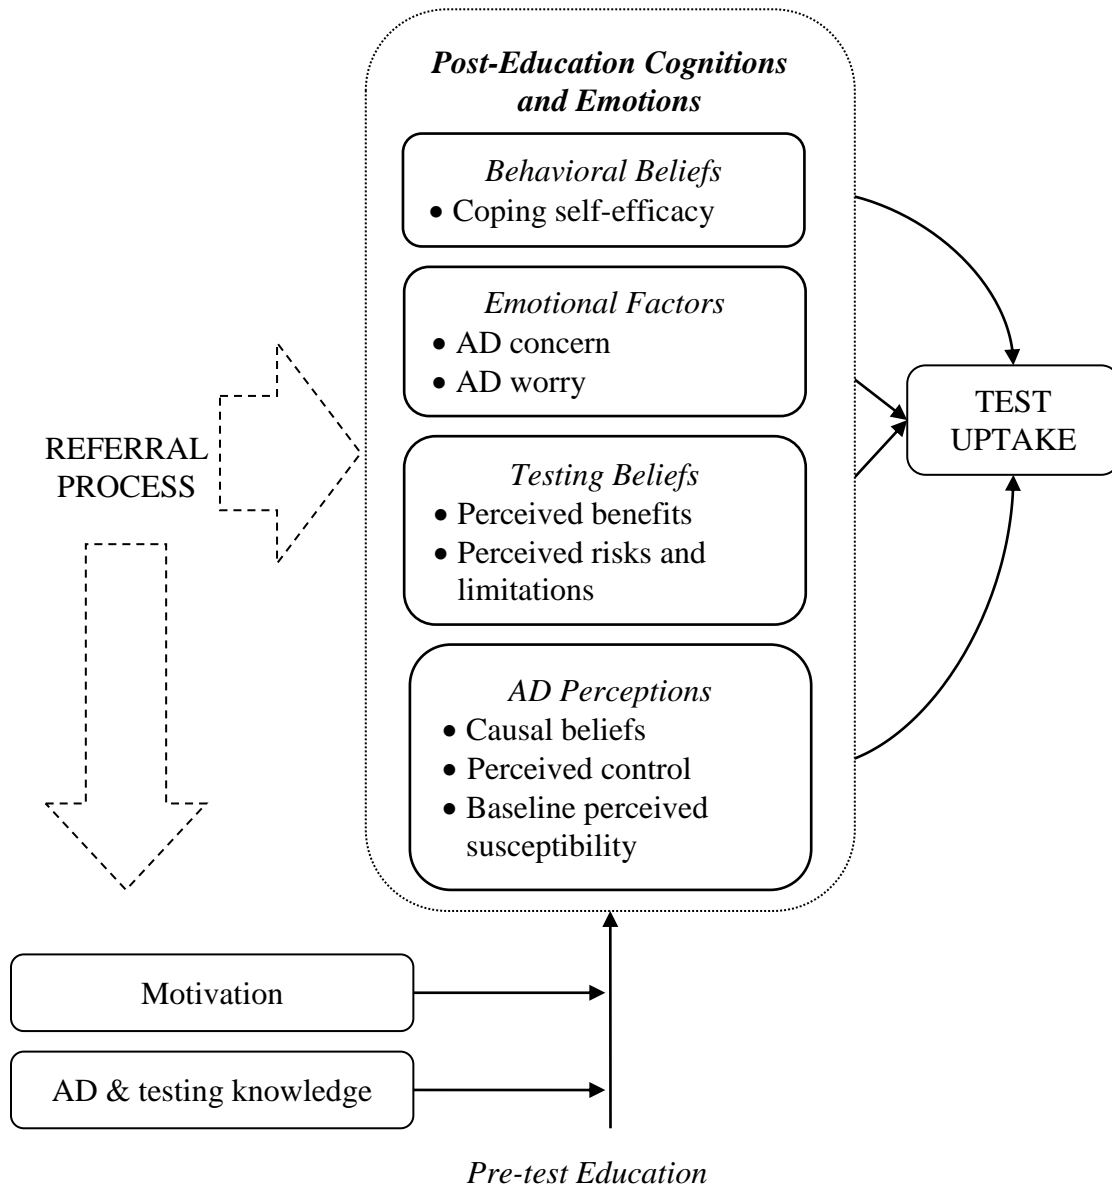 Post-Education Cognitions
and Emotions
Behavioral Beliefs
• Coping self-efficacy
Emotional Factors
• AD concern
• AD worry
TEST
UPTAKE
REFERRAL
PROCESS
Testing Beliefs
• Perceived benefits
• Perceived risks and
limitations
AD Perceptions
• Causal beliefs
• Perceived control
• Baseline perceived
susceptibility
Motivation
AD & testing knowledge
Pre-test Education